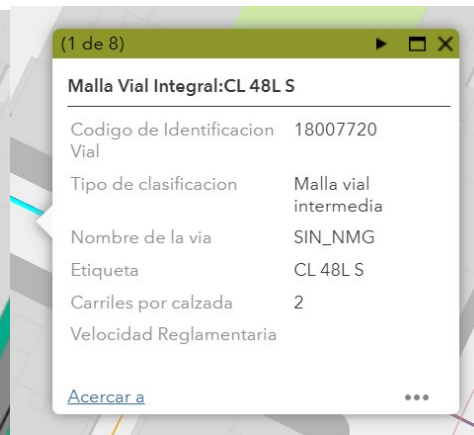 (1 de 8)
Malla Vial Integral:CL 48L S
Codigo de Identificacion Vial 18007720
Tipo de clasificacion Malla vial intermedia
Nombre de la via SIN_NMG
Etiqueta CL 48L S
Carriles por calzada 2
Velocidad Reglamentaria
Acercar a